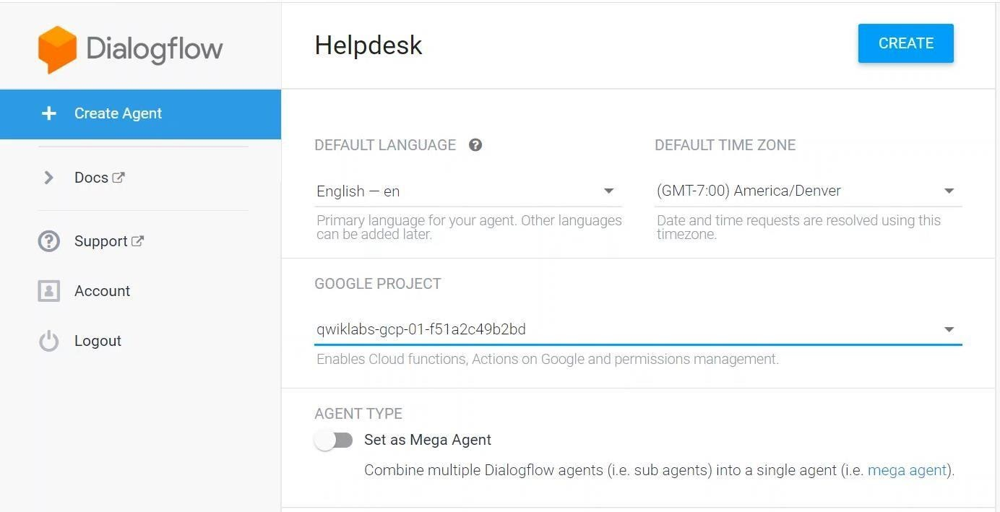 Dialogflow
Helpdesk
CREATE
Create Agent
Docs
Support
Account
Logout
DEFAULT LANGUAGE
English — en
Primary language for your agent. Other languages
can be added later.
DEFAULT TIME ZONE
(GMT-7:00) America/Denver
Date and time requests are resolved using this
timezone.
GOOGLE PROJECT
qwiklabs-gcp-01-f51a2c49b2bd
Enables Cloud functions, Actions on Google and permissions management.
AGENT TYPE
Set as Mega Agent
Combine multiple Dialogflow agents (i.e. sub agents) into a single agent (i.e. mega agent).